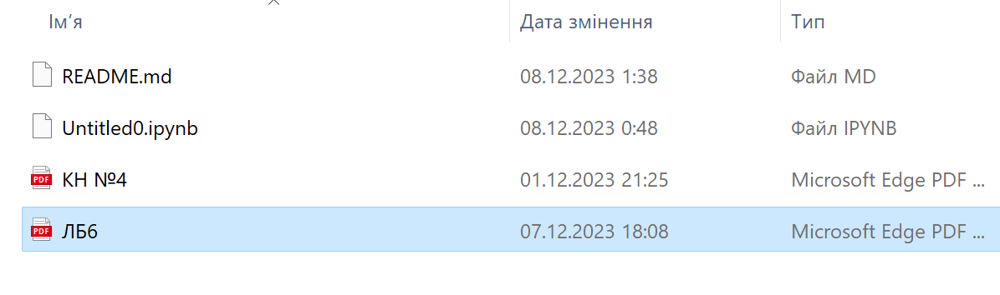 Ім’я Дата змінення Тип
README.md 08.12.2023 1:38 Файл MD
Untitled0.ipynb 08.12.2023 0:48 Файл IPYNB
PDF КН №4 01.12.2023 21:25 Microsoft Edge PDF ...
PDF ЛБ6 07.12.2023 18:08 Microsoft Edge PDF ...